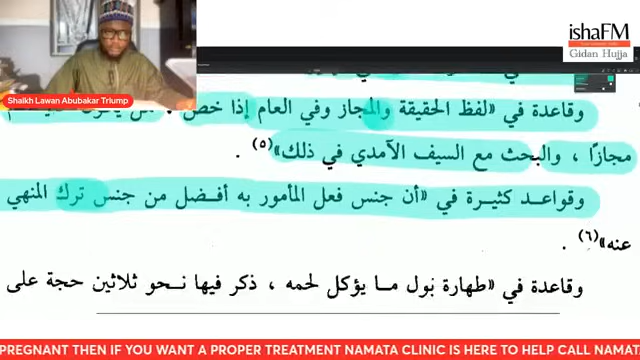 ishaFM
Gidan Hujja
Shaikh Lawan Abubakar Triump
وقاعدة في «لفظ الحقيقة والمجاز وفي العام إذا خص
مجازًا ، والبحث مع السيف الآمدي في ذلك» (٥) .
وقواعد كثيرة في «أن جنس فعل المأمور به أفضل من جنس ترك المنهي
عنه» (٦) .
وقاعدة في «طهارة بول ما يؤكل لحمه ، ذكر فيها نحو ثلاثين حجة على
PREGNANT THEN IF YOU WANT A PROPER TREATMENT NAMATA CLINIC IS HERE TO HELP CALL NAMAT